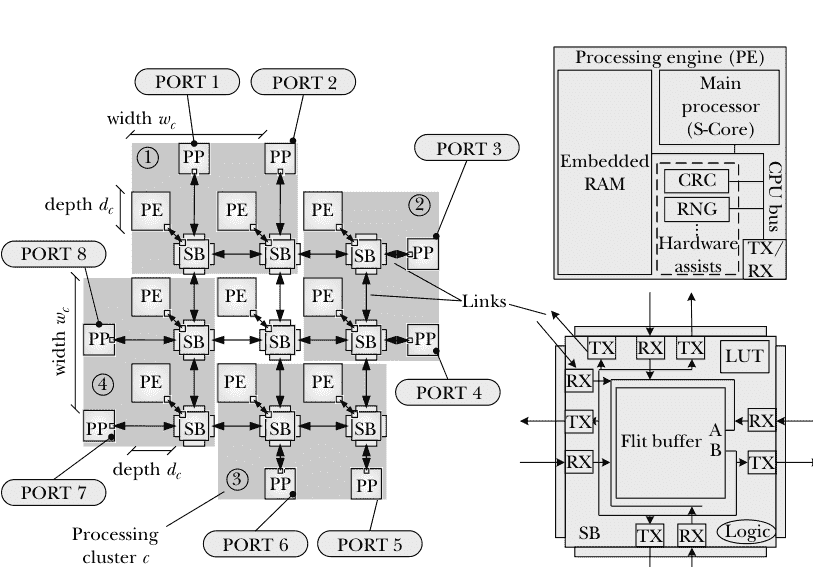 PORT 1
PORT 2
width w_c
PORT 3
1
PP
PP
depth d_c
PE
PE
2
SB
SB
SB
PP
PORT 8
PE
PE
PE
Links
width w_c
PP
SB
SB
SB
PP
4
PE
PE
PE
PORT 4
PP
SB
SB
SB
depth d_c
PORT 7
3
PP
PP
Processing
cluster c
PORT 6
PORT 5
Processing engine (PE)
Embedded
RAM
Main
processor
(S-Core)
CRC
RNG
⋮
Hardware
assists
CPU bus
TX/
RX
TX
RX
TX
LUT
RX
TX
RX
Flit buffer
A
B
RX
TX
SB
TX
RX
Logic